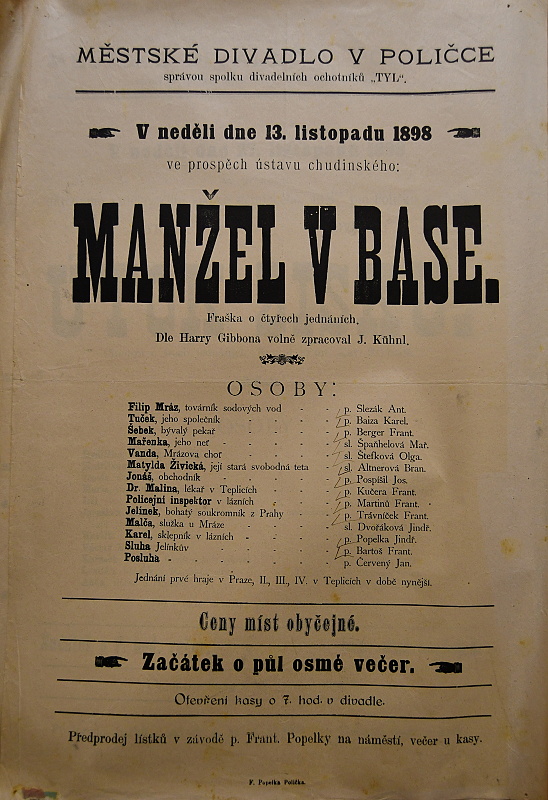 MĚSTSKÉ DIVADLO V POLIČCE
správou spolku divadelních ochotníků „TYL“.
V neděli dne 13. listopadu 1898
ve prospěch ústavu chudinského:
MANŽEL V BASE.
Fraška o čtyřech jednáních.
Dle Harry Gibbona volně zpracoval J. Kühnl.
OSOBY:
Filip Mráz, továrník sodových vod - - p. Slezák Ant.
Tuček, jeho společník - - - - p. Baiza Karel.
Šebek, bývalý pekař - - - - p. Berger Frant.
Mařenka, jeho neť - - - - sl. Španhelová Mař.
Vanda, Mrázova choť - - - - sl. Štefková Olga.
Matylda Živická, její stará svobodná teta - - sl. Altnerova Bran.
Jonáš, obchodník - - - - p. Pospíšil Jos.
Dr. Malina, lékař v Teplicích - - - p. Kučera Frant.
Policejní inspektor v lázních - - - p. Martinů Frant.
Jelínek, bohatý soukromník z Prahy - - p. Trávníček Frant.
Malča, služka u Mráze - - - - sl. Dvořáková Jindř.
Karel, sklepník v lázních - - - - p. Popelka Jindř.
Sluha Jelínkův - - - - p. Bartoš Frant.
Posluha - - - - - p. Červený Jan.
Jednání prvé hraje v Praze, II., III., IV. v Teplicích v době nynější.
Ceny míst obyčejné.
Začátek o půl osmé večer.
Otevření kasy o 7. hod. v divadle.
Předprodej lístků v závodě p. Frant. Popelky na náměstí, večer u kasy.
F. Popelka Polička.